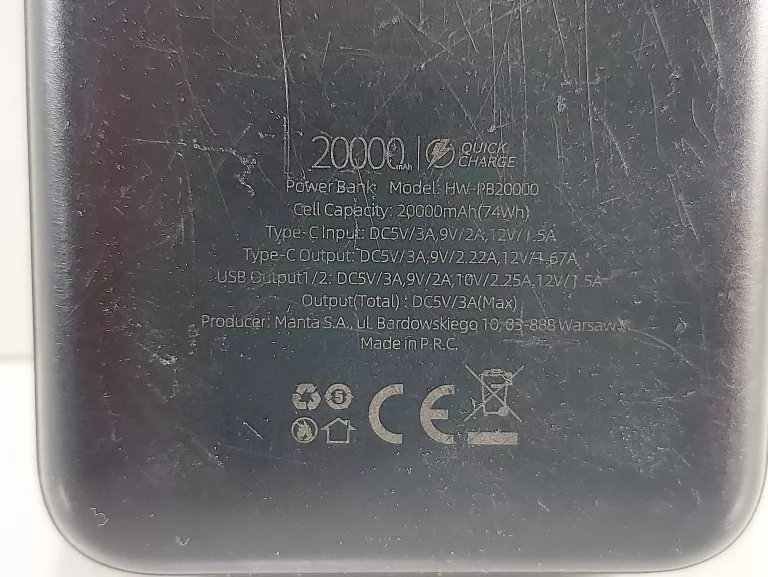 20000mAh | QUICK CHARGE
Power Bank Model: HW-PB20000
Cell Capacity: 20000mAh(74Wh)
Type-C Input: DC5V/3A,9V/2A,12V/1.5A
Type-C Output: DC5V/3A,9V/2.22A,12V/1.67A
USB Output1/2: DC5V/3A,9V/2A,10V/2.25A,12V/1.5A
Output(Total) : DC5V/3A(Max)
Producer: Manta S.A., ul. Bardowskiego 10, 03-888 Warsaw
Made in P.R.C.
5
CE